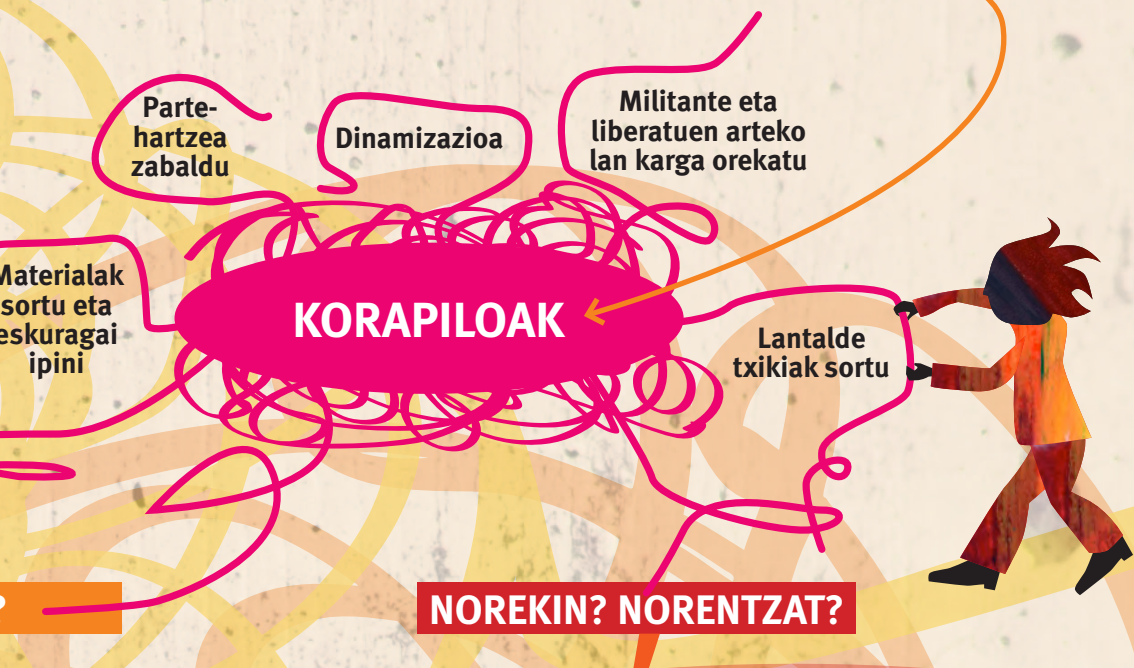 Parte-
hartzea
zabaldu
Dinamizazioa
Militante eta
liberatuen arteko
lan karga orekatu
Materialak
sortu eta
eskuragai
ipini
KORAPILOAK
Lantalde
txikiak sortu
?
NOREKIN? NORENTZAT?